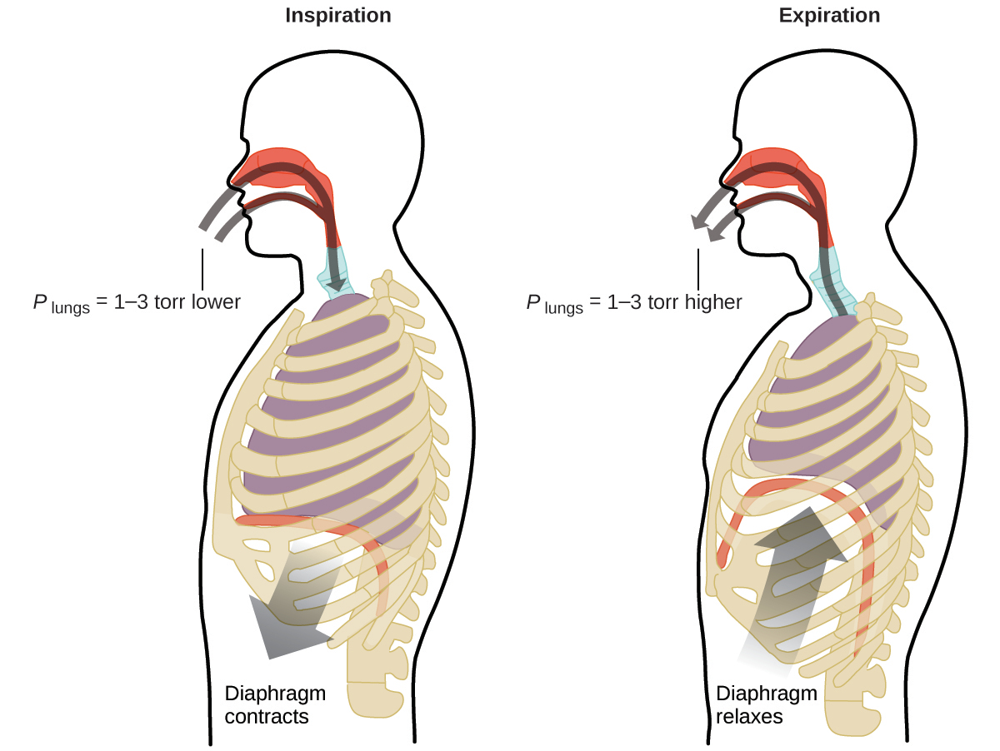 Inspiration
Expiration
P lungs = 1–3 torr lower
P lungs = 1–3 torr higher
Diaphragm
contracts
Diaphragm
relaxes